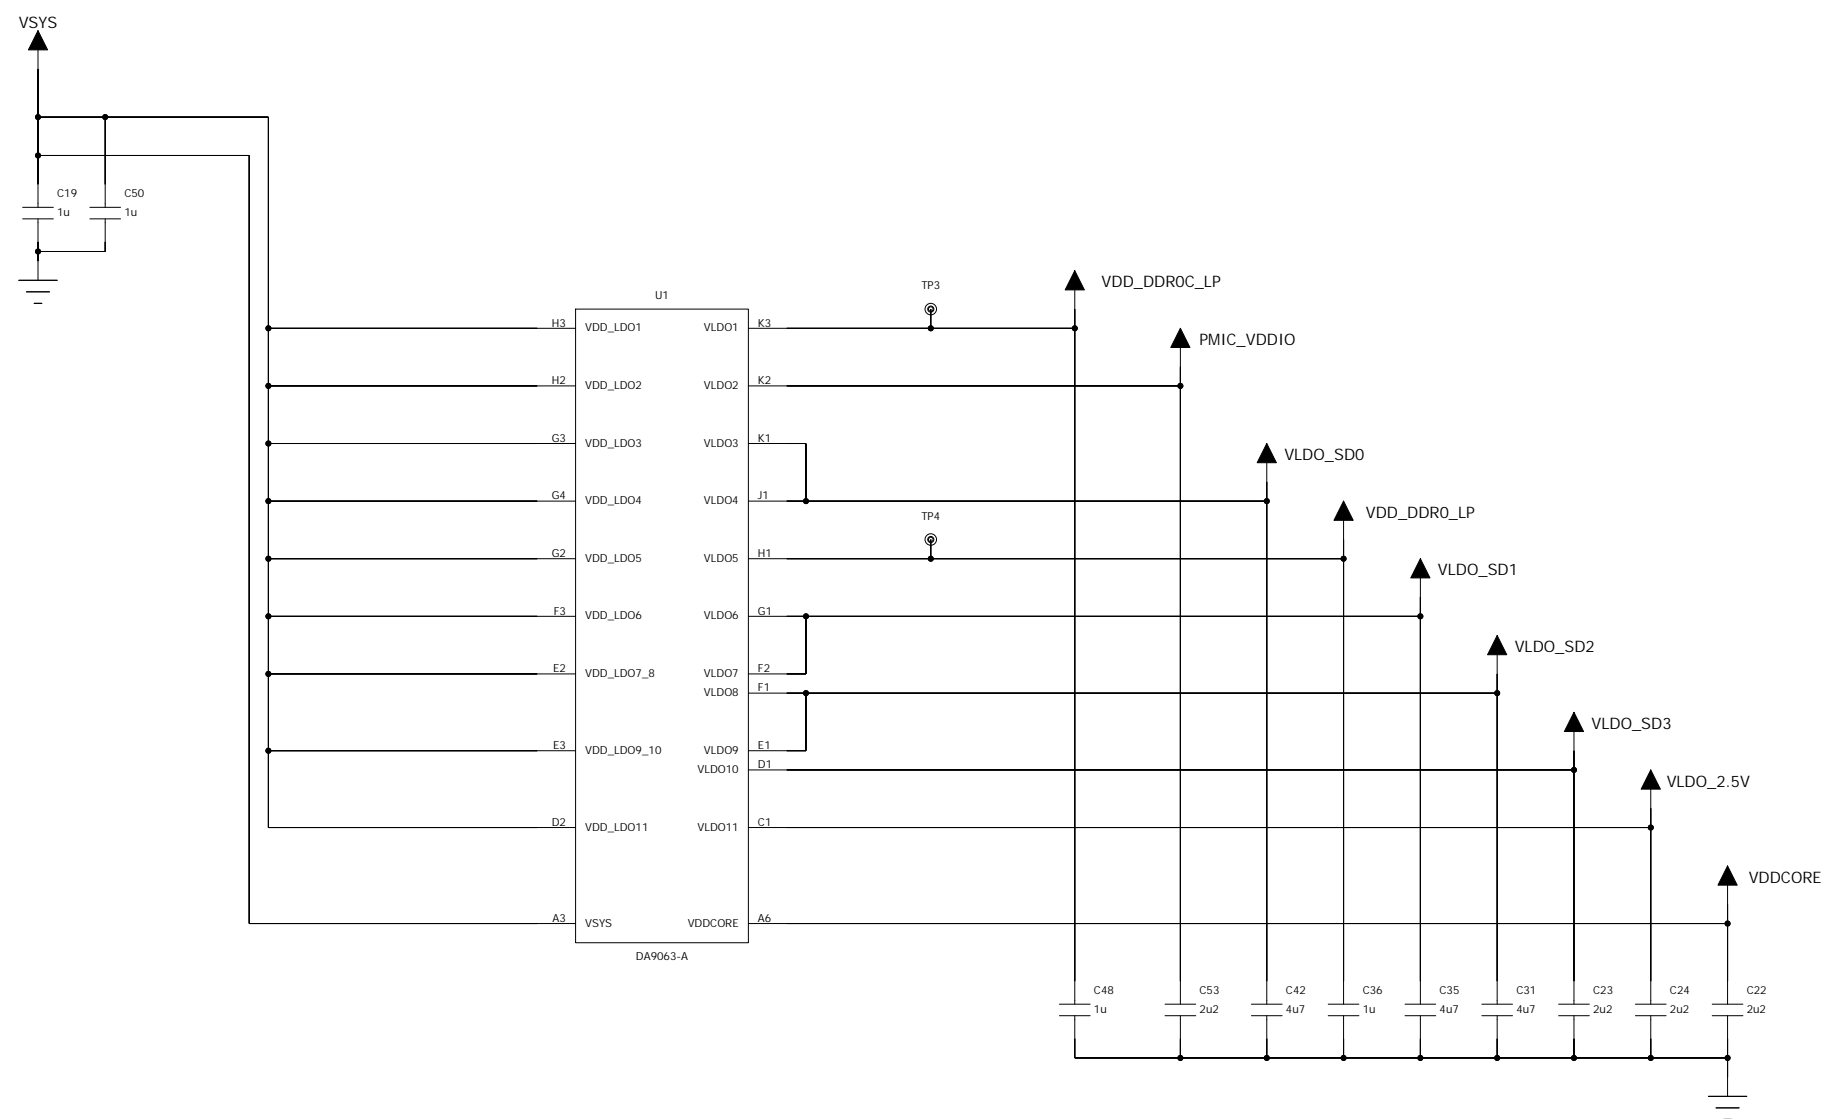 VSYS
C19
1u
C50
1u
U1
TP3
VDD_DDR0C_LP
H3 VDD_LDO1 VLDO1 K3
PMIC_VDDIO
H2 VDD_LDO2 VLDO2 K2
G3 VDD_LDO3 VLDO3 K1
VLDO_SD0
G4 VDD_LDO4 VLDO4 J1
TP4
VDD_DDR0_LP
G2 VDD_LDO5 VLDO5 H1
VLDO_SD1
F3 VDD_LDO6 VLDO6 G1
VLDO_SD2
E2 VDD_LDO7_8 VLDO7 F2
VLDO8 F1
VLDO_SD3
E3 VDD_LDO9_10 VLDO9 E1
VLDO10 D1
VLDO_2.5V
D2 VDD_LDO11 VLDO11 C1
VDDCORE
A3 VSYS VDDCORE A6
DA9063-A
C48
1u
C53
2u2
C42
4u7
C36
1u
C35
4u7
C31
4u7
C23
2u2
C24
2u2
C22
2u2